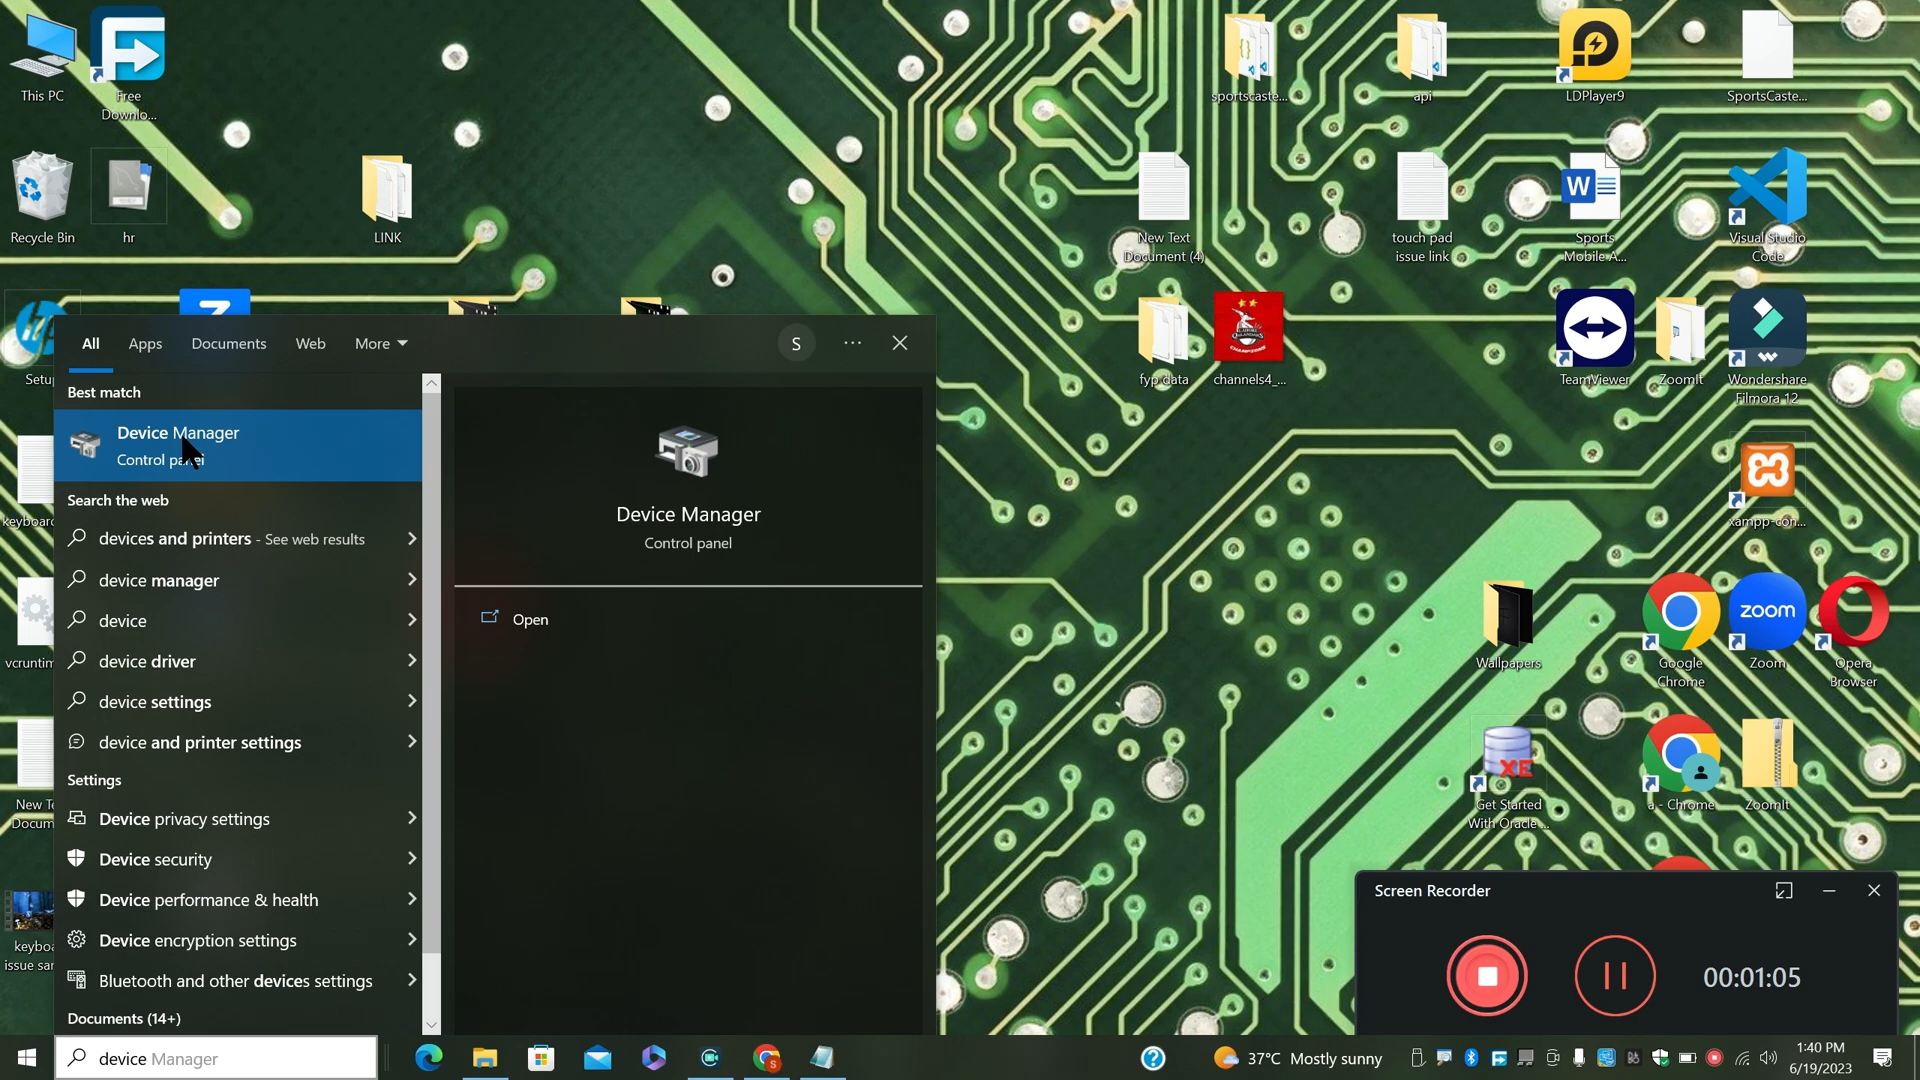 This PC
Free
Downlo...
sportscaste...
api
LDPlayer9
SportsCaste...
Recycle Bin
hr
LINK
New Text
Document (4)
touch pad
issue link
W
Sports
Mobile A...
Visual Studio
Code
fyp data
channels4_...
TeamViewer
ZoomIt
Wondershare
Filmora 12
xampp-con...
Wallpapers
Google
Chrome
zoom
Zoom
Opera
Browser
XE
Get Started
With Oracle ...
a - Chrome
ZoomIt
All
Apps
Documents
Web
More
S
Best match
Device Manager
Control panel
Search the web
devices and printers - See web results
device manager
device
device driver
device settings
device and printer settings
Settings
Device privacy settings
Device security
Device performance & health
Device encryption settings
Bluetooth and other devices settings
Documents (14+)
Device Manager
Control panel
Open
Screen Recorder
00:01:05
device Manager
37°C Mostly sunny
1:40 PM
6/19/2023